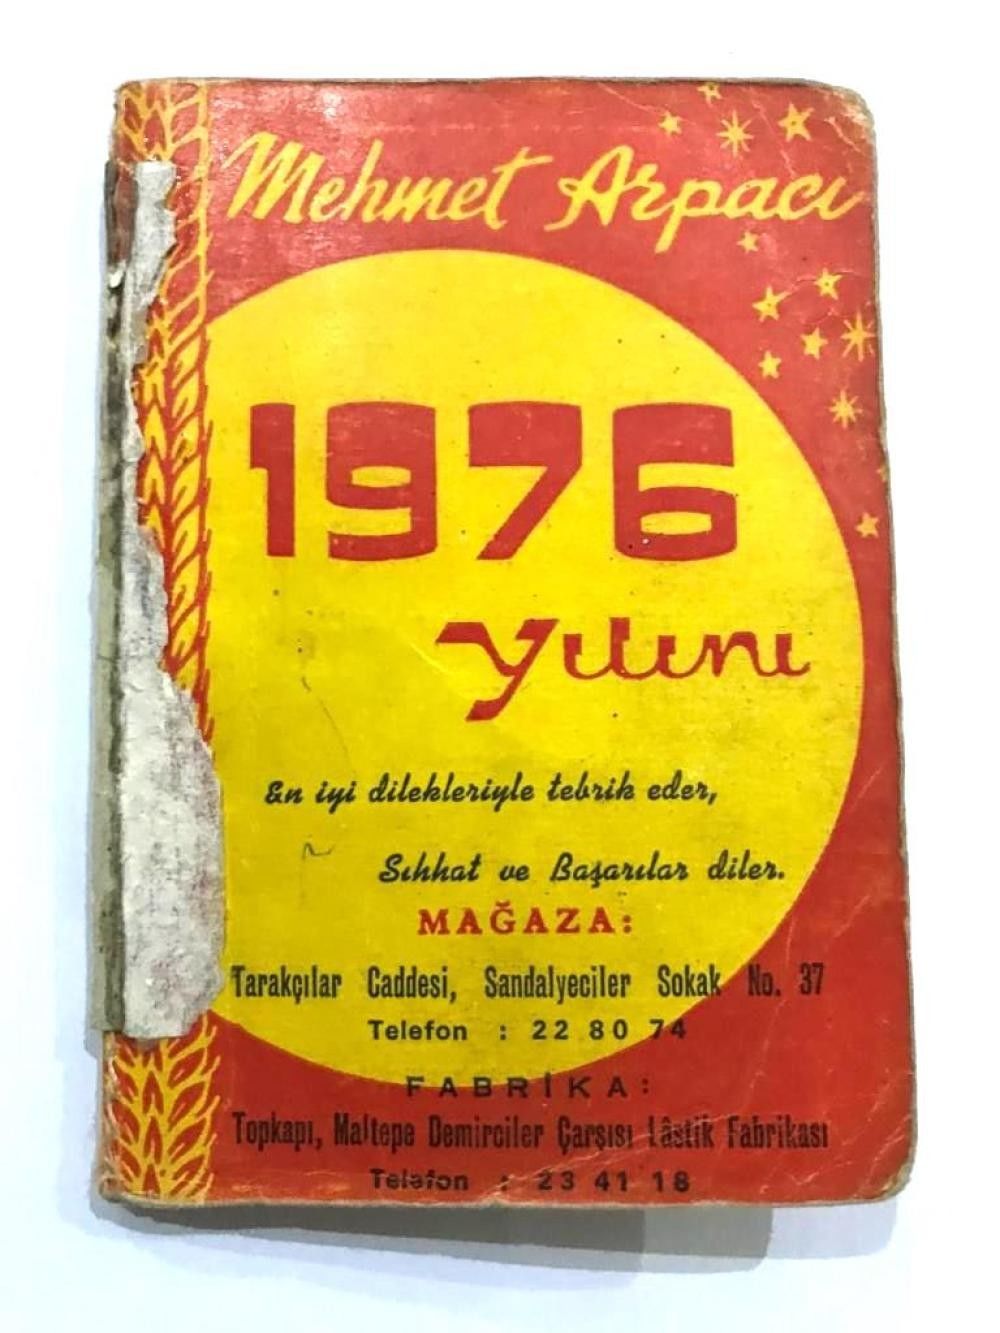 Mehmet Arpacı
1976
yılını
En iyi dilekleriyle tebrik eder,
Sıhhat ve Başarılar diler.
MAĞAZA:
Tarakçılar Caddesi, Sandalyeciler Sokak No. 37
Telefon : 22 80 74
FABRİKA:
Topkapı, Maltepe Demirciler Çarşısı Lâstik Fabrikası
Telefon : 23 41 18